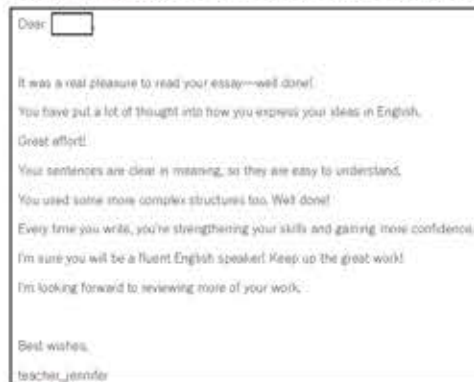 Dear
It was a real pleasure to read your essay—well done!
You have put a lot of thought into how you express your ideas in English.
Great effort!
Your sentences are clear in meaning, so they are easy to understand.
You used some more complex structures too. Well done!
Every time you write, you're strengthening your skills and gaining more confidence.
I'm sure you will be a fluent English speaker! Keep up the great work!
I'm looking forward to reviewing more of your work.
Best wishes,
teacher_jennifer